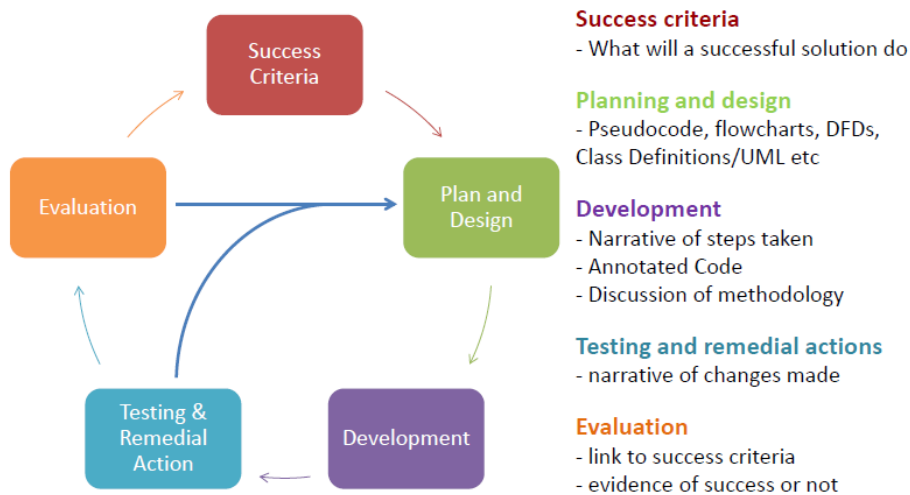 Success
Criteria
Evaluation
Plan and
Design
Testing &
Remedial
Action
Development
Success criteria
- What will a successful solution do
Planning and design
- Pseudocode, flowcharts, DFDs,
Class Definitions/UML etc
Development
- Narrative of steps taken
- Annotated Code
- Discussion of methodology
Testing and remedial actions
- narrative of changes made
Evaluation
- link to success criteria
- evidence of success or not